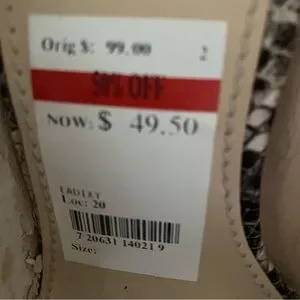 Orig $: 99.00 2
50% OFF
NOW: $ 49.50
Loc: 20
7 20631 14021 9
Size: